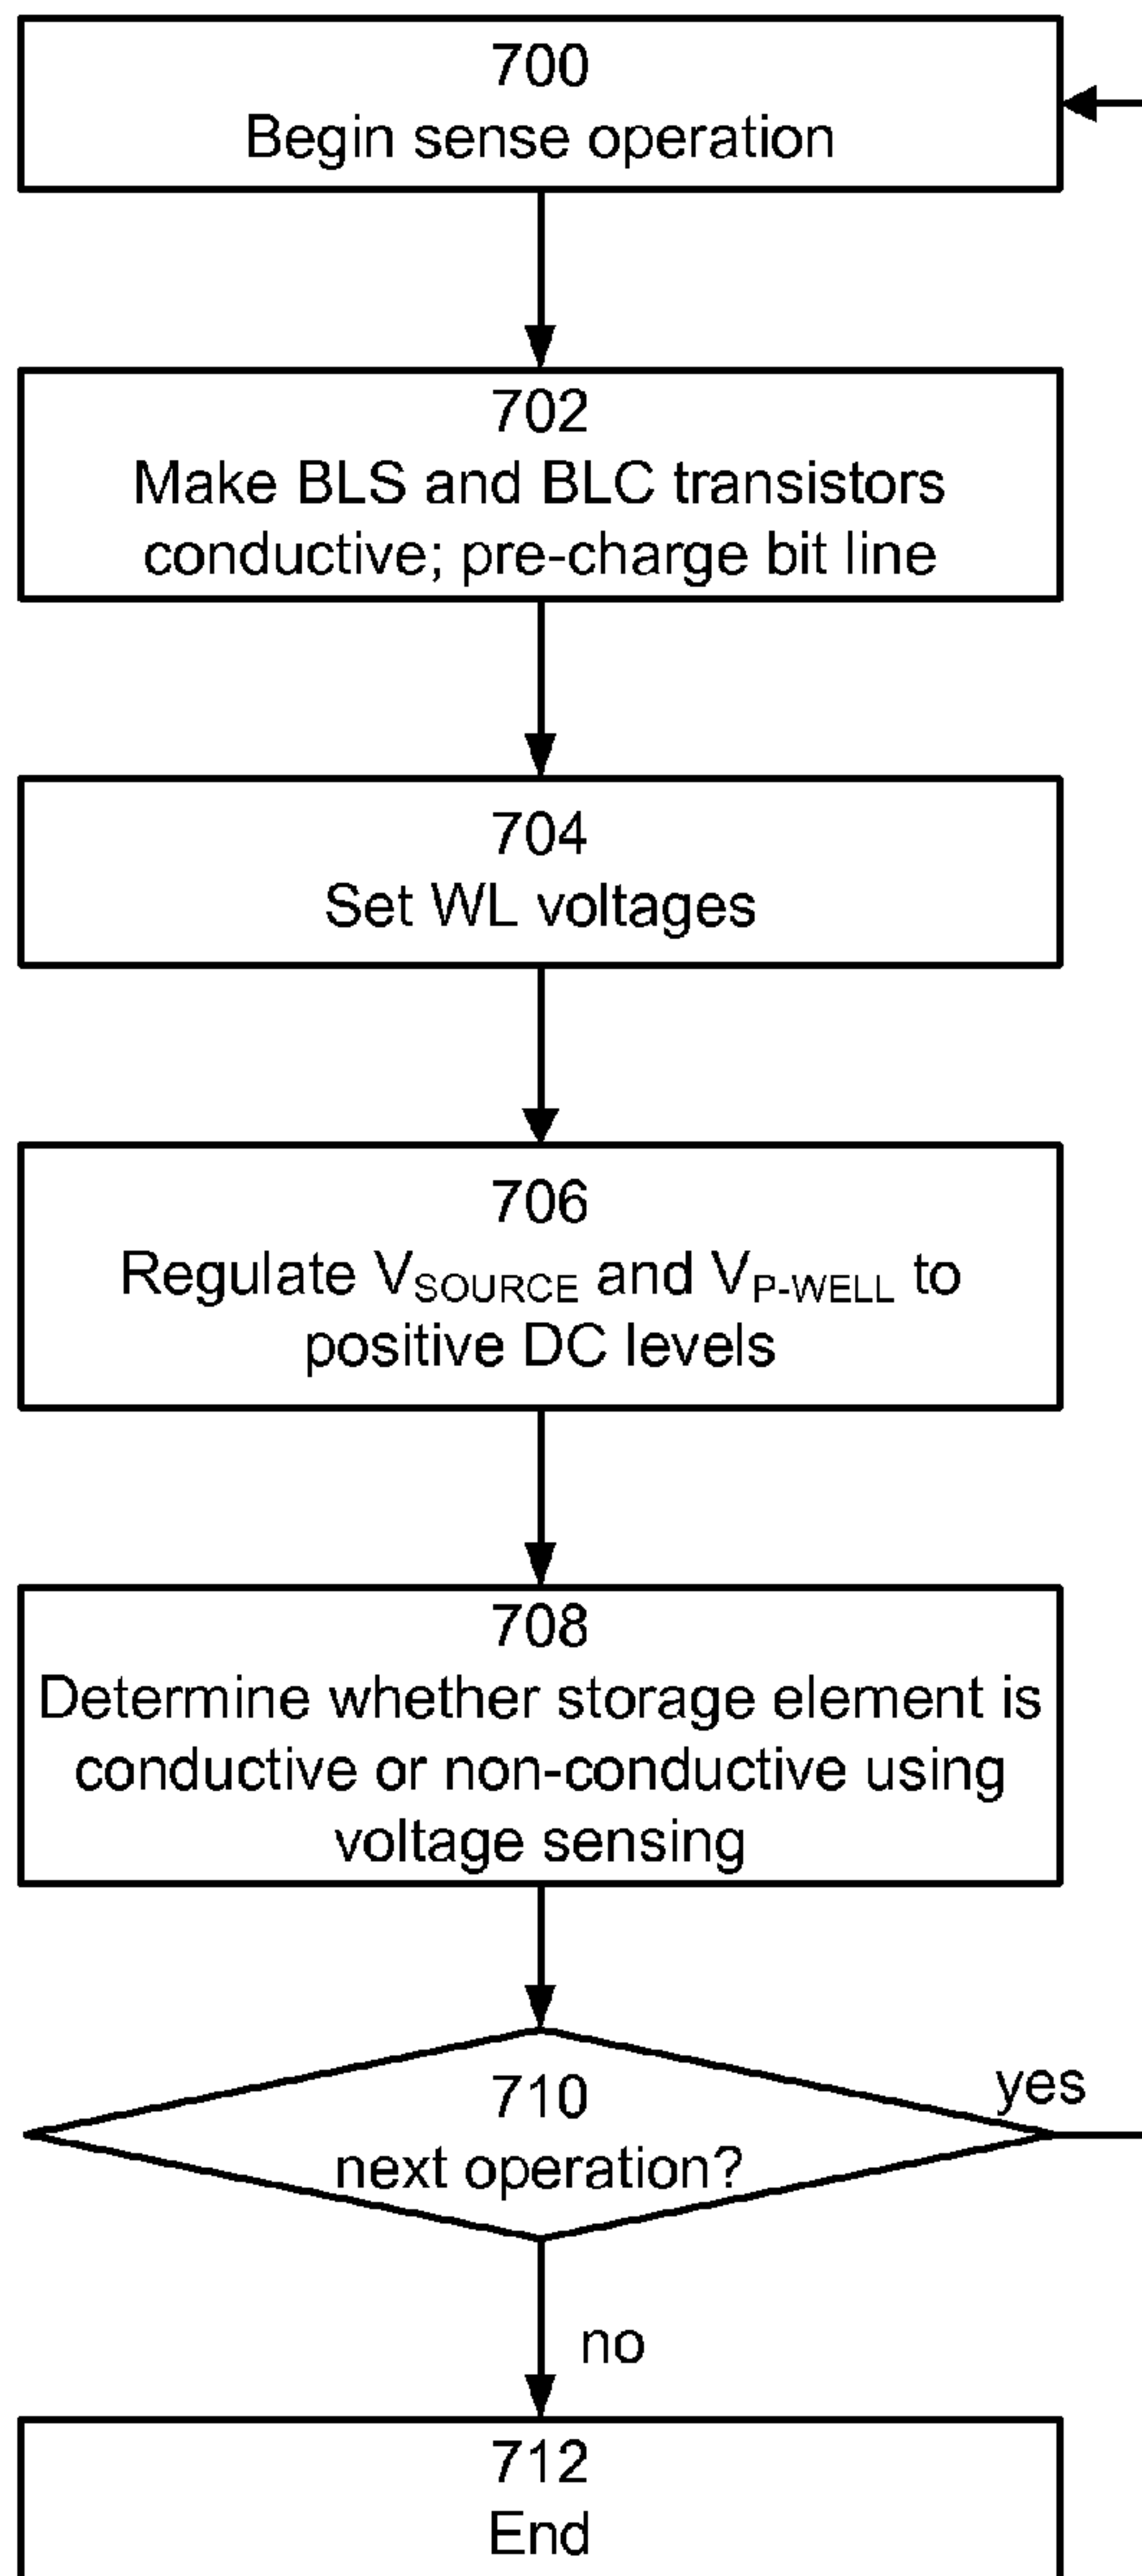 700
Begin sense operation
702
Make BLS and BLC transistors
conductive; pre-charge bit line
704
Set WL voltages
706
Regulate VSOURCE and VP-WELL to
positive DC levels
708
Determine whether storage element is
conductive or non-conductive using
voltage sensing
710
next operation?
yes
no
712
End